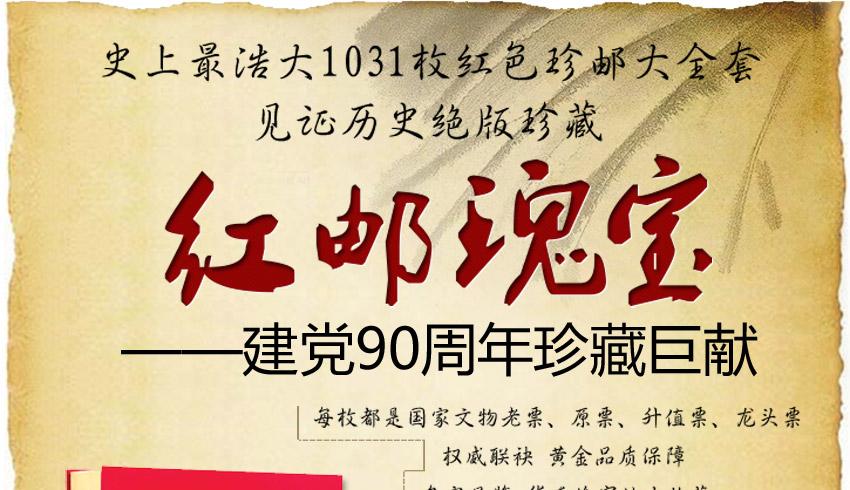 史上最浩大1031枚红色珍邮大全套
见证历史绝版珍藏
红邮瑰宝
——建党90周年珍藏巨献
每枚都是国家文物老票、原票、升值票、龙头票
权威联袂 黄金品质保障